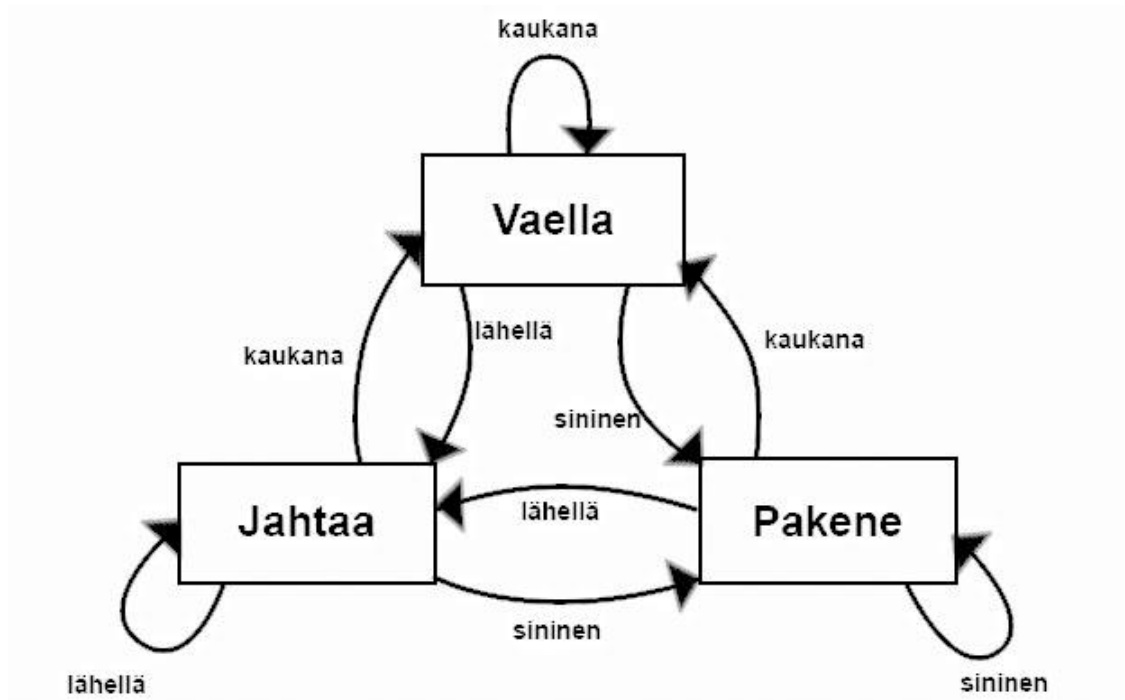 kaukana
Vaella
lähellä
kaukana
kaukana
sininen
Jahtaa
lähellä
Pakene
sininen
lähellä
sininen